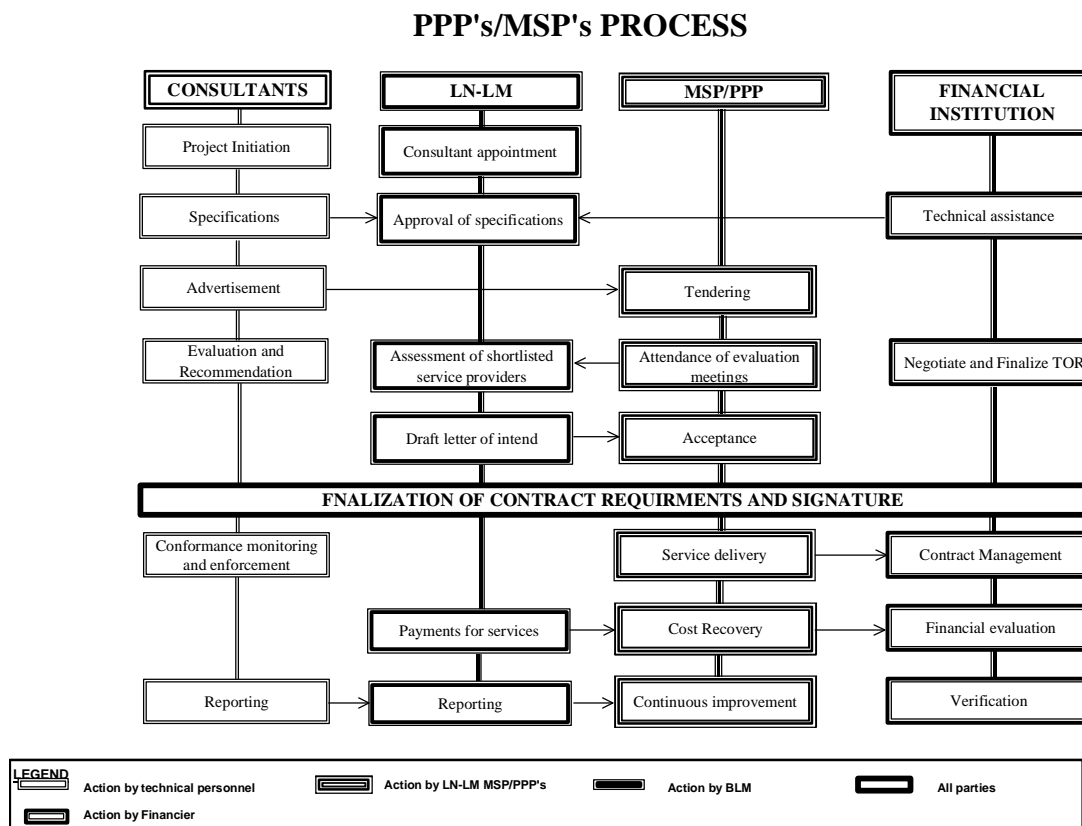 PPP's/MSP's PROCESS
CONSULTANTS
LN-LM
MSP/PPP
FINANCIAL
INSTITUTION
Project Initiation
Consultant appointment
Specifications
Approval of specifications
Technical assistance
Advertisement
Tendering
Evaluation and
Recommendation
Assessment of shortlisted
service providers
Attendance of evaluation
meetings
Negotiate and Finalize TOR
Draft letter of intend
Acceptance
FNALIZATION OF CONTRACT REQUIRMENTS AND SIGNATURE
Conformance monitoring
and enforcement
Service delivery
Contract Management
Payments for services
Cost Recovery
Financial evaluation
Reporting
Reporting
Continuous improvement
Verification
LEGEND
Action by technical personnel
Action by LN-LM MSP/PPP's
Action by BLM
All parties
Action by Financier